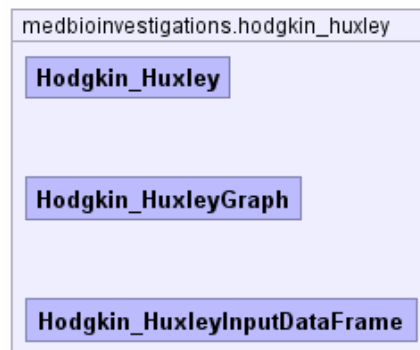 medbioinvestigations.hodgkin_huxley
Hodgkin_Huxley
Hodgkin_HuxleyGraph
Hodgkin_HuxleyInputDataFrame